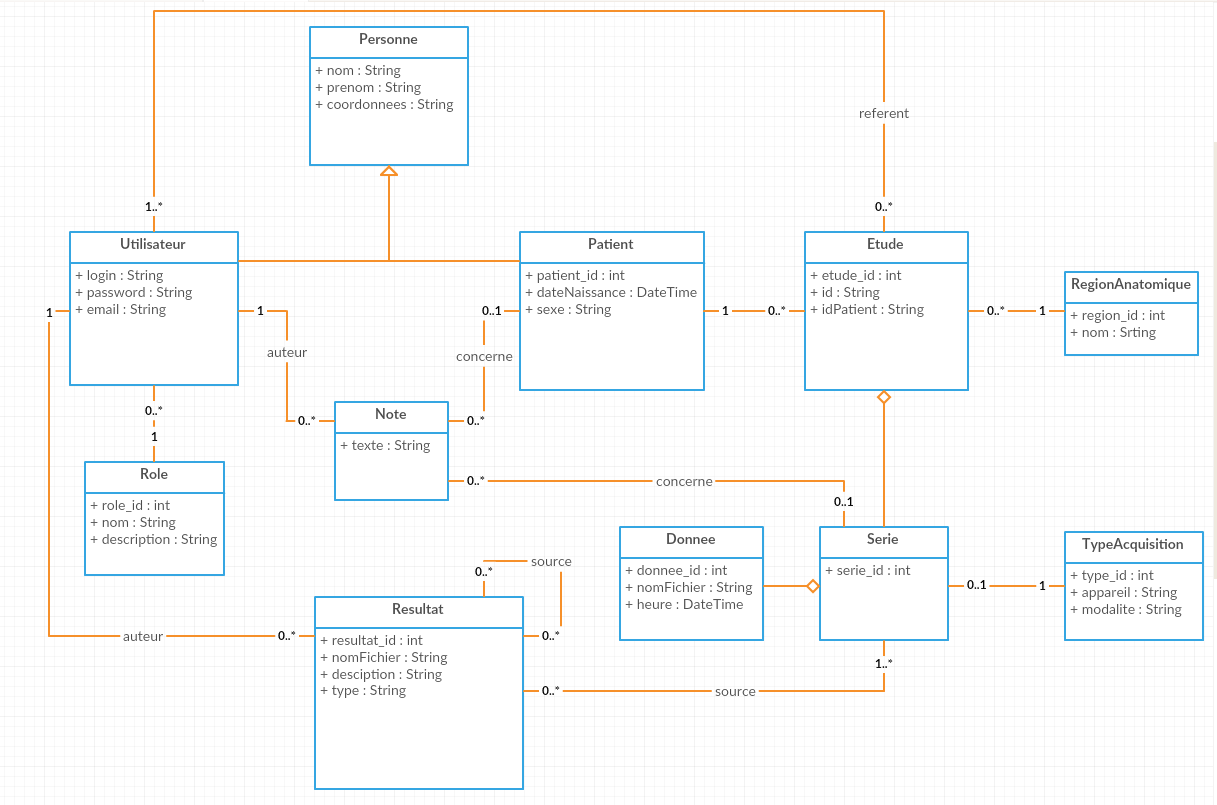 Personne
+ nom : String
+ prenom : String
+ coordonnees : String
referent
1..*
0..*
Utilisateur
+ login : String
+ password : String
+ email : String
Patient
+ patient_id : int
+ dateNaissance : DateTime
+ sexe : String
Etude
+ etude_id : int
+ id : String
+ idPatient : String
RegionAnatomique
+ region_id : int
+ nom : Srting
1
1
0..1
1
0..*
0..*
1
auteur
concerne
0..*
1
0..*
0..*
Note
+ texte : String
Role
+ role_id : int
+ nom : String
+ description : String
0..*
concerne
0..1
Donnee
+ donnee_id : int
+ nomFichier : String
+ heure : DateTime
Serie
+ serie_id : int
TypeAcquisition
+ type_id : int
+ appareil : String
+ modalite : String
0..1
1
source
0..*
Resultat
+ resultat_id : int
+ nomFichier : String
+ desciption : String
+ type : String
auteur
0..*
0..*
1..*
0..*
source